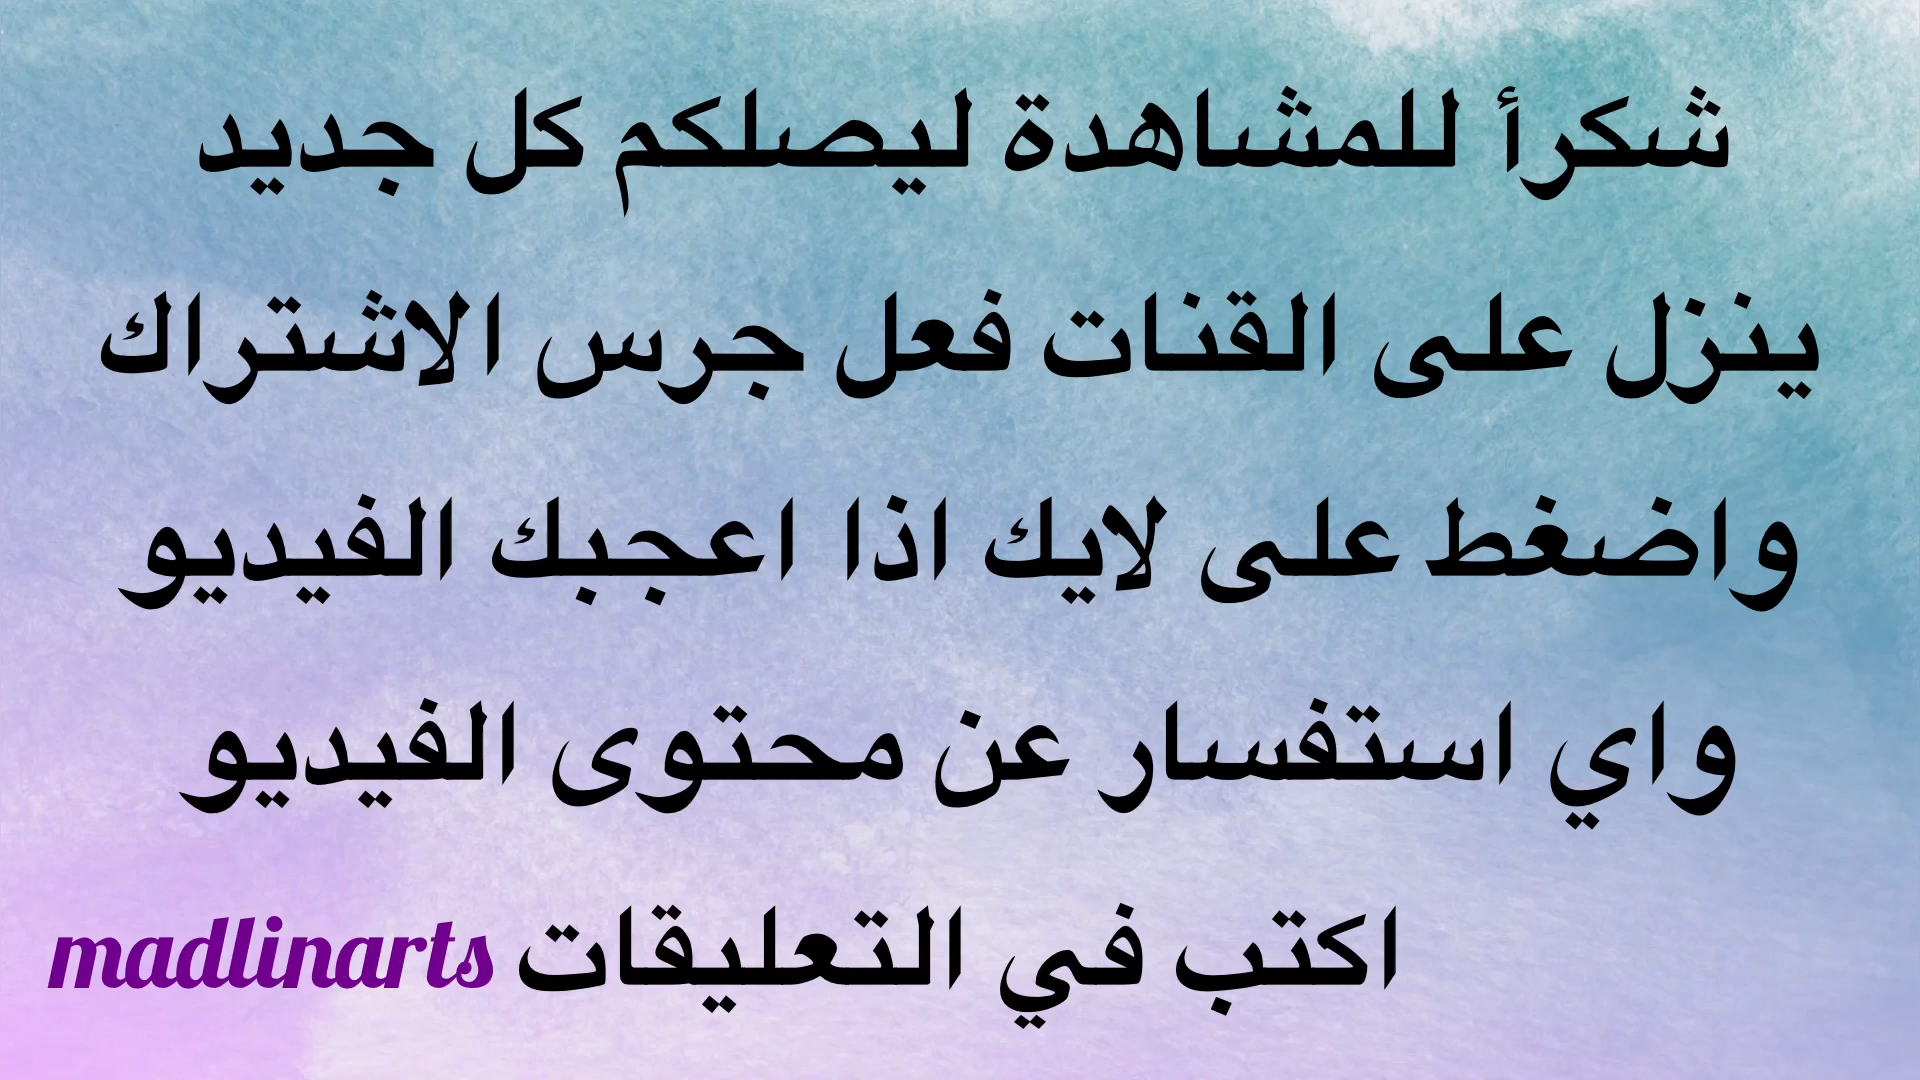 شكرأ للمشاهدة ليصلكم كل جديد
ينزل على القنات فعل جرس الاشتراك
واضغط على لايك اذا اعجبك الفيديو
واي استفسار عن محتوى الفيديو
اكتب في التعليقات madlinarts